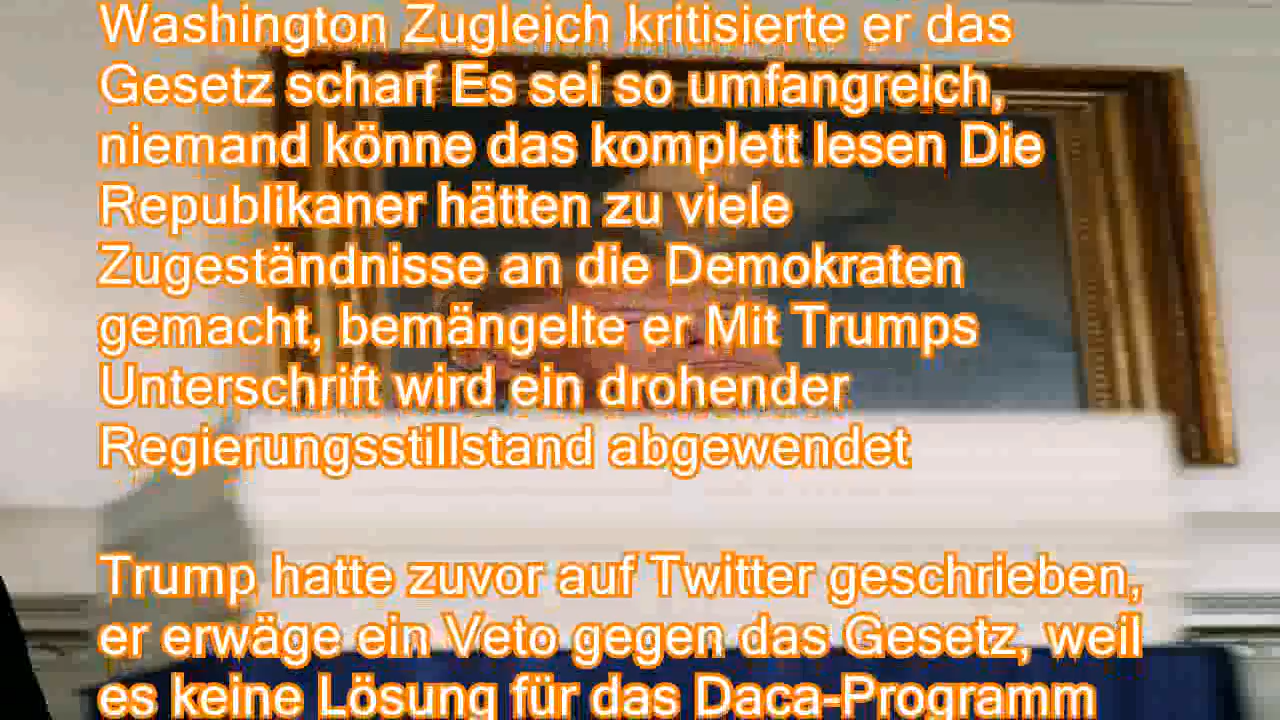 Washington Zugleich kritisierte er das
Gesetz scharf Es sei so umfangreich,
niemand könne das komplett lesen Die
Republikaner hätten zu viele
Zugeständnisse an die Demokraten
gemacht, bemängelte er Mit Trumps
Unterschrift wird ein drohender
Regierungsstillstand abgewendet
Trump hatte zuvor auf Twitter geschrieben,
er erwäge ein Veto gegen das Gesetz, weil
es keine Lösung für das Daca-Programm